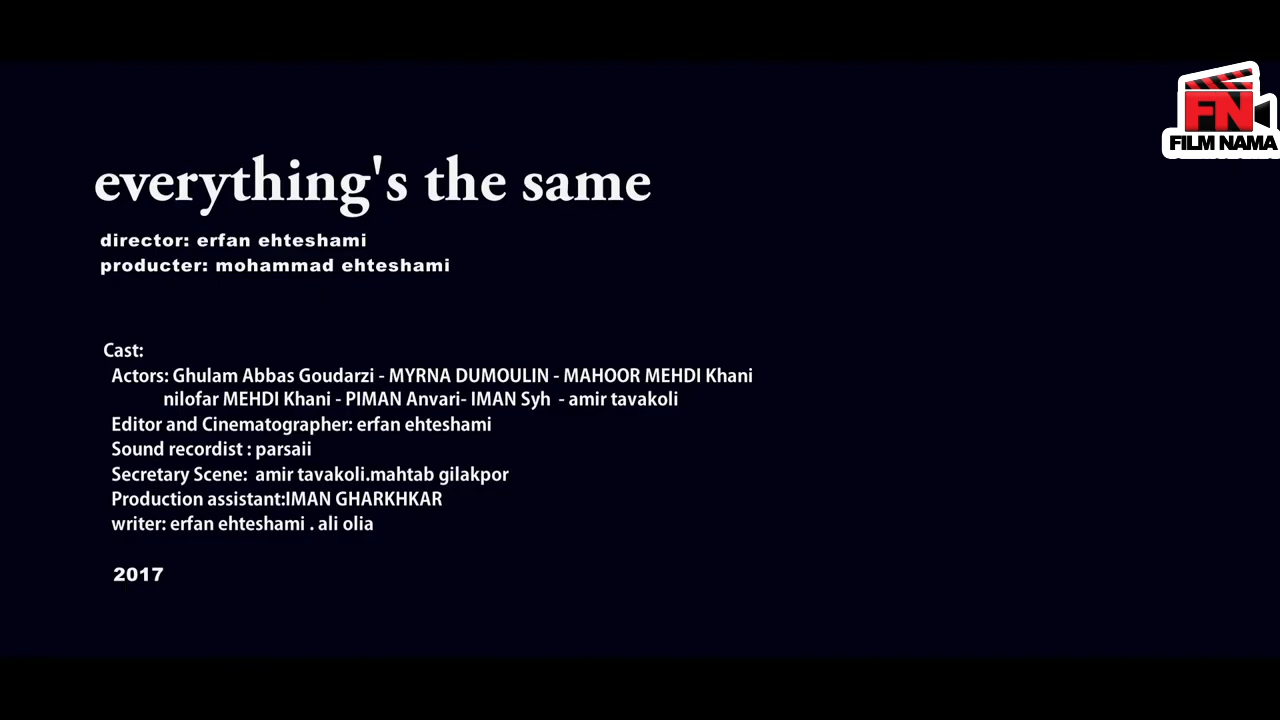 FN
FILM NAMA
everything's the same
director: erfan ehteshami
producter: mohammad ehteshami
Cast:
Actors: Ghulam Abbas Goudarzi - MYRNA DUMOULIN - MAHOOR MEHDI Khani
nilofar MEHDI Khani - PIMAN Anvari- IMAN Syh - amir tavakoli
Editor and Cinematographer: erfan ehteshami
Sound recordist : parsaii
Secretary Scene: amir tavakoli.mahtab gilakpor
Production assistant:IMAN GHARKHKAR
writer: erfan ehteshami . ali olia
2017